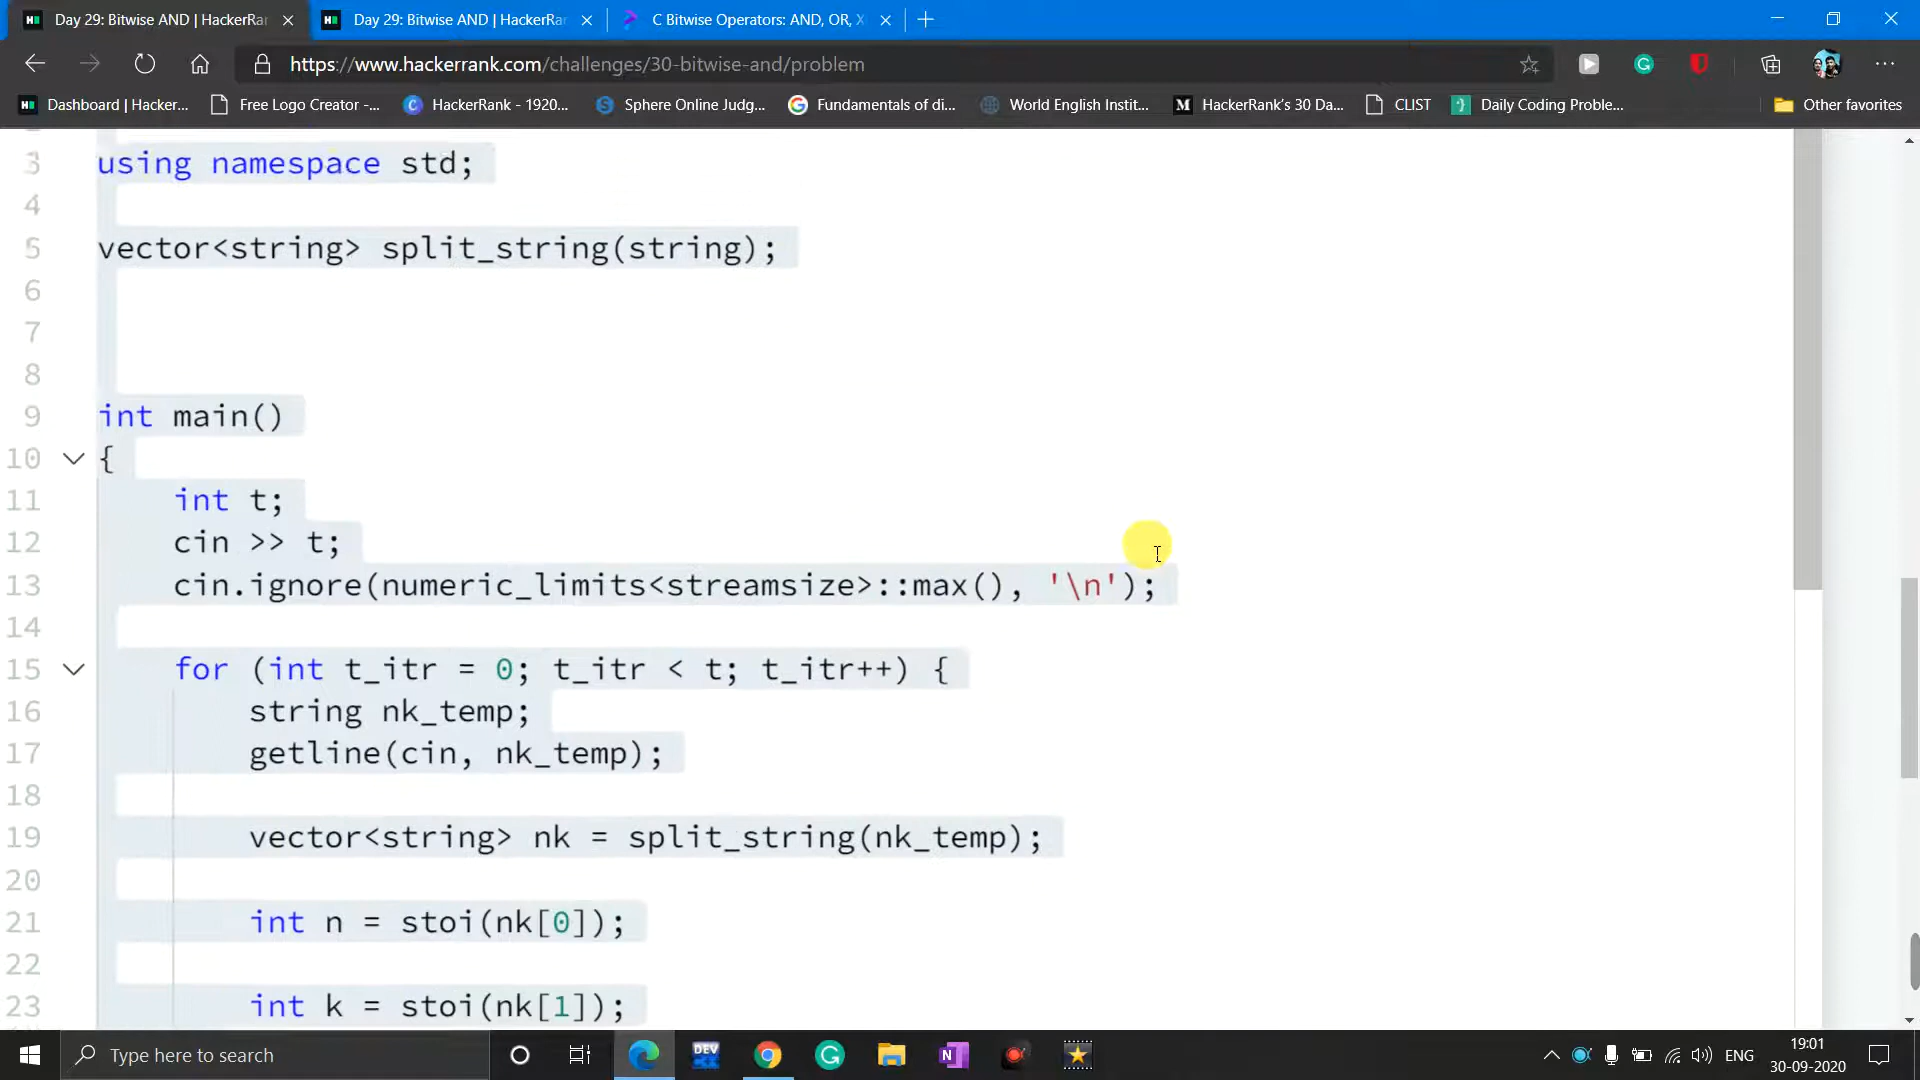 Day 29: Bitwise AND | HackerRan
Day 29: Bitwise AND | HackerRan
C Bitwise Operators: AND, OR, X
https://www.hackerrank.com/challenges/30-bitwise-and/problem
Dashboard | Hacker...
Free Logo Creator -...
HackerRank - 1920...
Sphere Online Judg...
Fundamentals of di...
World English Instit...
HackerRank's 30 Da...
CLIST
Daily Coding Proble...
Other favorites
3 using namespace std;
4
5 vector<string> split_string(string);
6
7
8
9 int main()
10 {
11 int t;
12 cin >> t;
13 cin.ignore(numeric_limits<streamsize>::max(), '\n');
14
15 for (int t_itr = 0; t_itr < t; t_itr++) {
16 string nk_temp;
17 getline(cin, nk_temp);
18
19 vector<string> nk = split_string(nk_temp);
20
21 int n = stoi(nk[0]);
22
23 int k = stoi(nk[1]);
Type here to search
DEV
ENG
19:01
30-09-2020